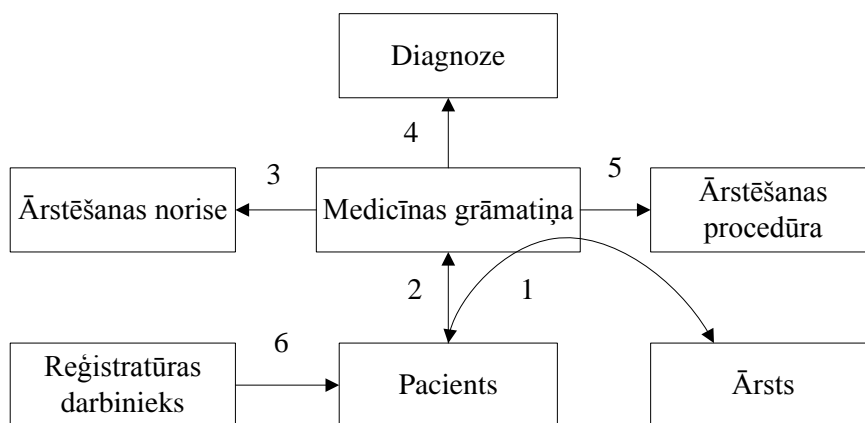 Diagnoze
4
3
5
Ārstēšanas norise
Medicīnas grāmatiņa
Ārstēšanas
procedūra
2
1
6
Reģistratūras
darbinieks
Pacients
Ārsts